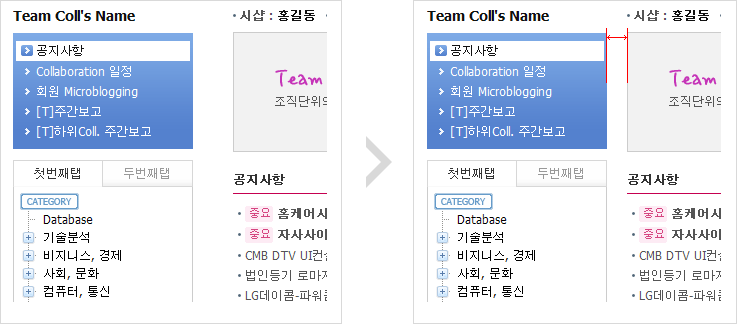 Team Coll's Name
• 시샵 : 홍길동 •
공지사항
Collaboration 일정
회원 Microblogging
[T]주간보고
[T]하위Coll. 주간보고
Team
조직단위의
첫번째탭 두번째탭
CATEGORY
Database
기술분석
비지니스, 경제
사회, 문화
컴퓨터, 통신
공지사항
• 중요 홈케어시
• 중요 자사사이
• CMB DTV UI컨
• 법인등기 로마지
• LG데이콤-파워콤
Team Coll's Name
• 시샵 : 홍길동
공지사항
Collaboration 일정
회원 Microblogging
[T]주간보고
[T]하위Coll. 주간보고
Team
조직단위의
첫번째탭 두번째탭
CATEGORY
Database
기술분석
비지니스, 경제
사회, 문화
컴퓨터, 통신
공지사항
• 중요 홈케어시
• 중요 자사사이
• CMB DTV UI컨
• 법인등기 로마지
• LG데이콤-파워콤